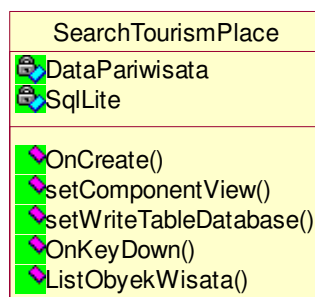 SearchTourismPlace
DataPariwisata
SqlLite
OnCreate()
setComponentView()
setWriteTableDatabase()
OnKeyDown()
ListObyekWisata()